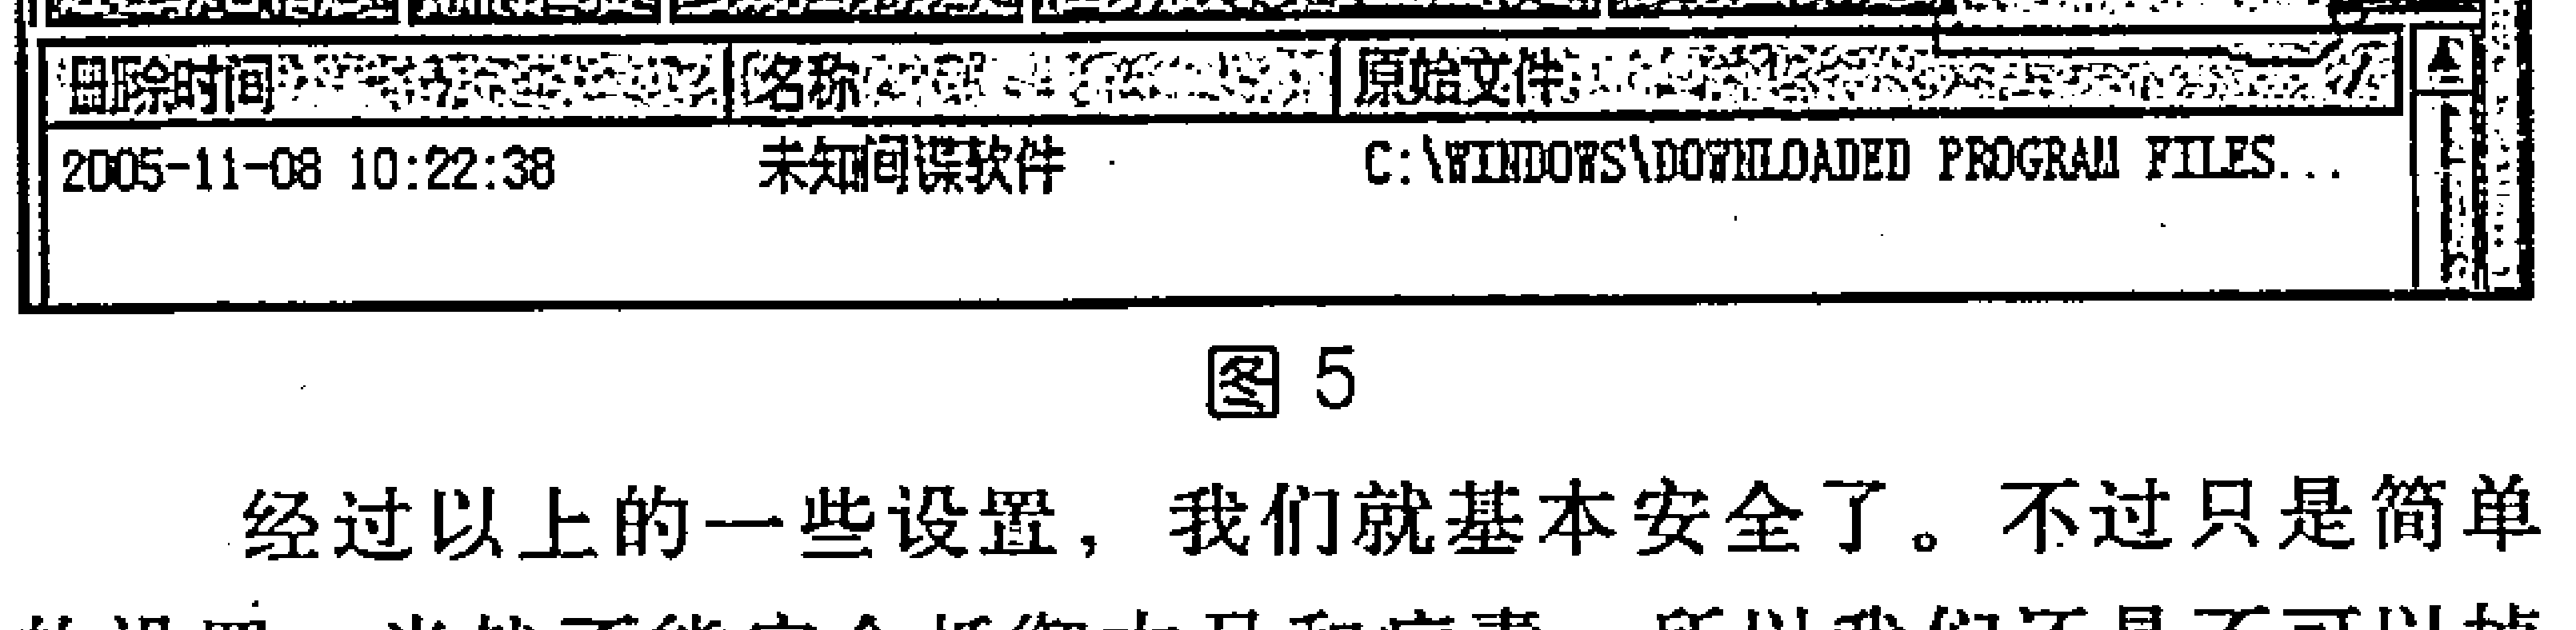 删除时间 名称 原始文件
2005-11-08 10:22:38 未知间谍软件 C:\WINDOWS\DOWNLOADED PROGRAM FILES...
图 5
经过以上的一些设置，我们就基本安全了。不过只是简单